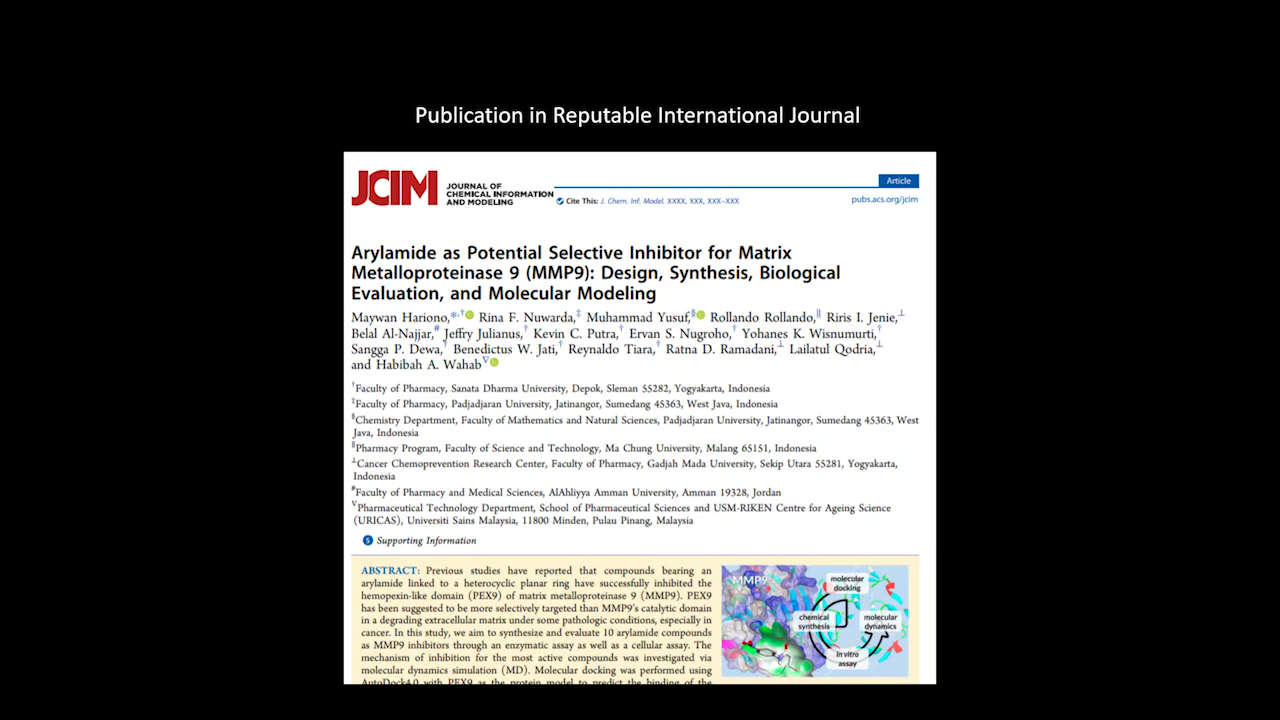 Publication in Reputable International Journal
JCIM
JOURNAL OF
CHEMICAL INFORMATION
AND MODELING
Cite This: J. Chem. Inf. Model. XXXX, XXX, XXX−XXX
Article
pubs.acs.org/jcim
Arylamide as Potential Selective Inhibitor for Matrix
Metalloproteinase 9 (MMP9): Design, Synthesis, Biological
Evaluation, and Molecular Modeling
Maywan Hariono,*,† Rina F. Nuwarda,‡ Muhammad Yusuf,§ Rollando Rollando,∥ Riris I. Jenie,⊥
Belal Al-Najjar,# Jeffry Julianus,† Kevin C. Putra,† Ervan S. Nugroho,† Yohanes K. Wisnumurti,†
Sangga P. Dewa,† Benedictus W. Jati,† Reynaldo Tiara,† Ratna D. Ramadani,⊥ Lailatul Qodria,⊥
and Habibah A. Wahab∇
†Faculty of Pharmacy, Sanata Dharma University, Depok, Sleman 55282, Yogyakarta, Indonesia
‡Faculty of Pharmacy, Padjadjaran University, Jatinangor, Sumedang 45363, West Java, Indonesia
§Chemistry Department, Faculty of Mathematics and Natural Sciences, Padjadjaran University, Jatinangor, Sumedang 45363, West
Java, Indonesia
∥Pharmacy Program, Faculty of Science and Technology, Ma Chung University, Malang 65151, Indonesia
⊥Cancer Chemoprevention Research Center, Faculty of Pharmacy, Gadjah Mada University, Sekip Utara 55281, Yogyakarta,
Indonesia
#Faculty of Pharmacy and Medical Sciences, AlAhliyya Amman University, Amman 19328, Jordan
∇Pharmaceutical Technology Department, School of Pharmaceutical Sciences and USM-RIKEN Centre for Ageing Science
(URICAS), Universiti Sains Malaysia, 11800 Minden, Pulau Pinang, Malaysia
S Supporting Information
ABSTRACT: Previous studies have reported that compounds bearing an
arylamide linked to a heterocyclic planar ring have successfully inhibited the
hemopexin-like domain (PEX9) of matrix metalloproteinase 9 (MMP9). PEX9
has been suggested to be more selectively targeted than MMP9's catalytic domain
in a degrading extracellular matrix under some pathologic conditions, especially in
cancer. In this study, we aim to synthesize and evaluate 10 arylamide compounds
as MMP9 inhibitors through an enzymatic assay as well as a cellular assay. The
mechanism of inhibition for the most active compounds was investigated via
molecular dynamics simulation (MD). Molecular docking was performed using
AutoDock4.0 with PEX9 as the protein model to predict the binding of the
MMP9
molecular
docking
chemical
synthesis
molecular
dynamics
in vitro
assay